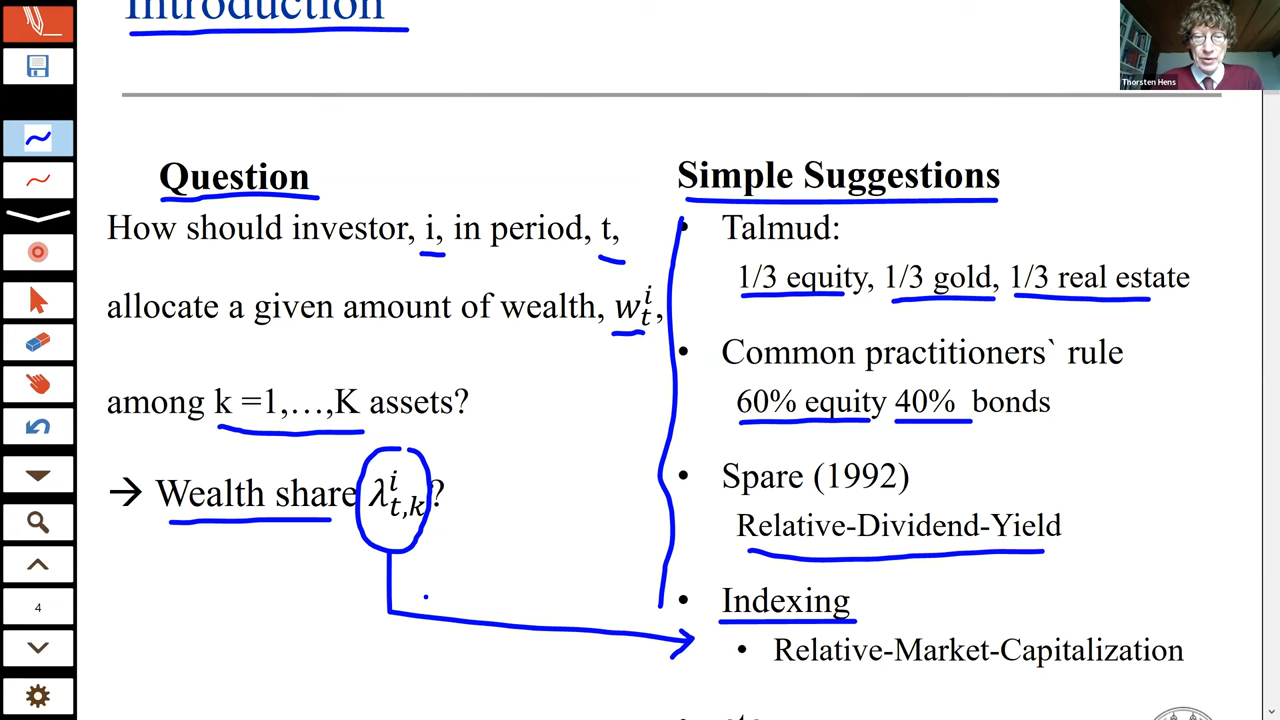 Introduction
Thorsten Hens
Question
How should investor, i, in period, t,
allocate a given amount of wealth, wₜⁱ,
among k =1,…,K assets?
→ Wealth share λⁱₜ,ₖ?
Simple Suggestions
• Talmud:
1/3 equity, 1/3 gold, 1/3 real estate
• Common practitioners` rule
60% equity 40% bonds
• Spare (1992)
Relative-Dividend-Yield
• Indexing
• Relative-Market-Capitalization
4